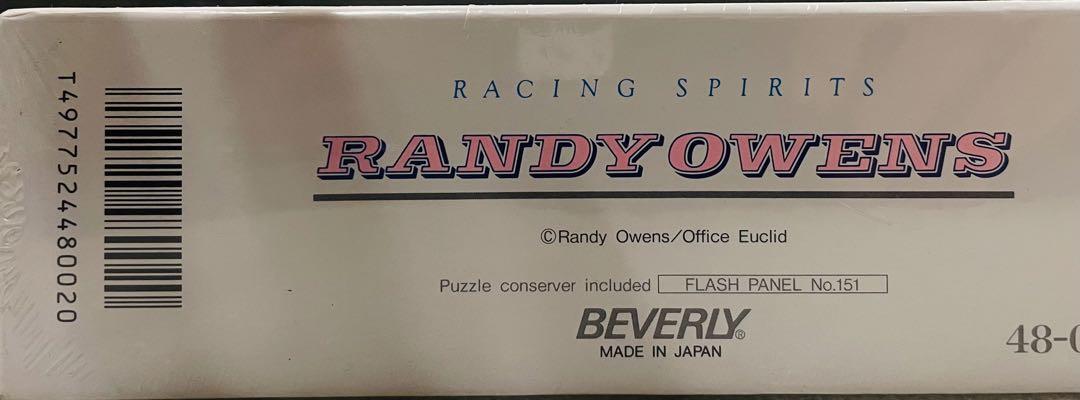 T4977524480020
RACING SPIRITS
RANDY OWENS
©Randy Owens/Office Euclid
Puzzle conserver included FLASH PANEL No.151
BEVERLY®
MADE IN JAPAN
48-0